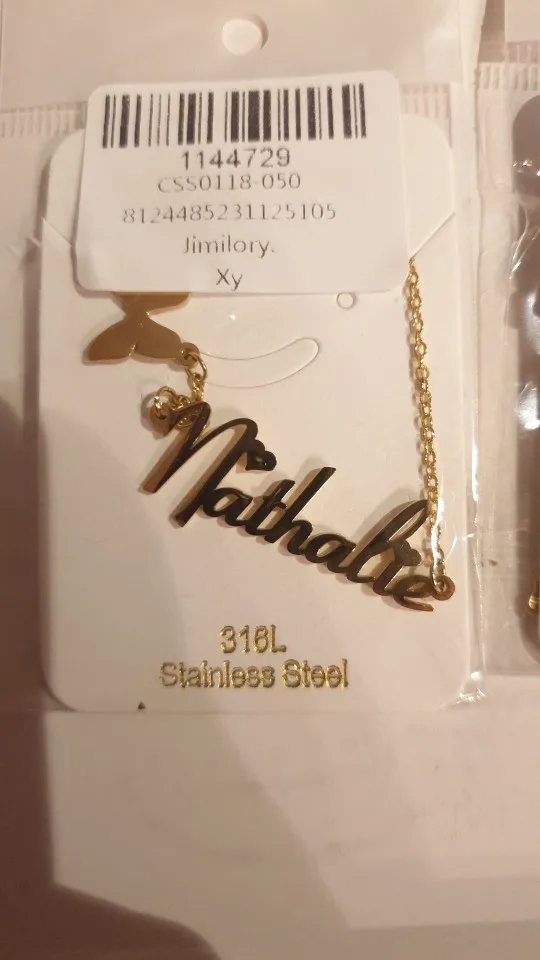 1144729
CSS0118-050
8124485231125105
Jimilory.
Xy
Nathalie
316L
Stainless Steel